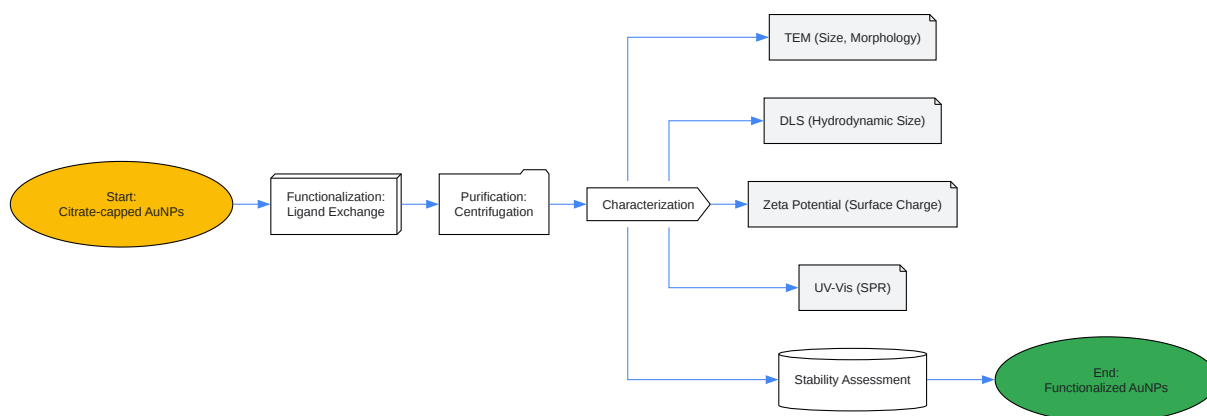 Start:
Citrate-capped AuNPs
Functionalization:
Ligand Exchange
Purification:
Centrifugation
Characterization
TEM (Size, Morphology)
DLS (Hydrodynamic Size)
Zeta Potential (Surface Charge)
UV-Vis (SPR)
Stability Assessment
End:
Functionalized AuNPs